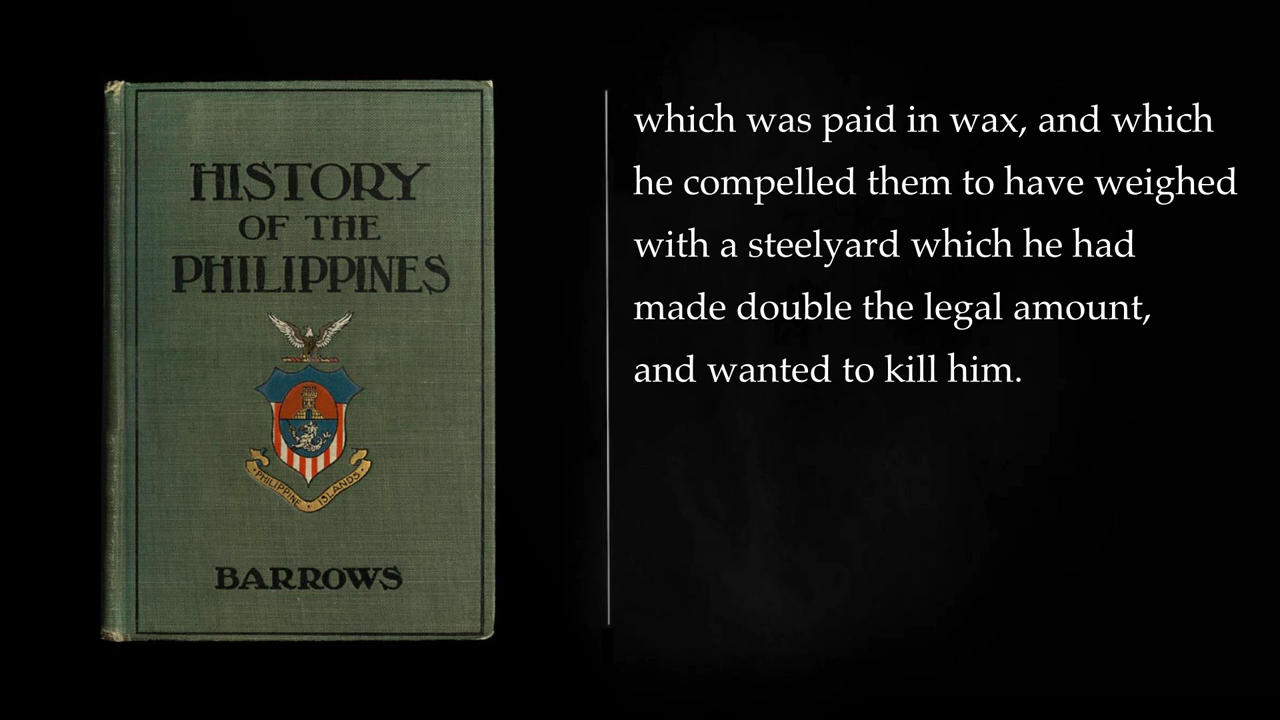 HISTORY
OF THE
PHILIPPINES
PHILIPPINE ISLANDS
BARROWS
which was paid in wax, and which
he compelled them to have weighed
with a steelyard which he had
made double the legal amount,
and wanted to kill him.